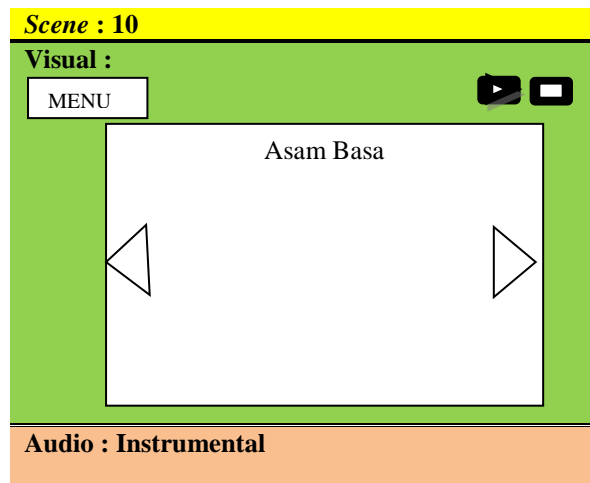 Scene : 10
Visual :
MENU
Asam Basa
Audio : Instrumental